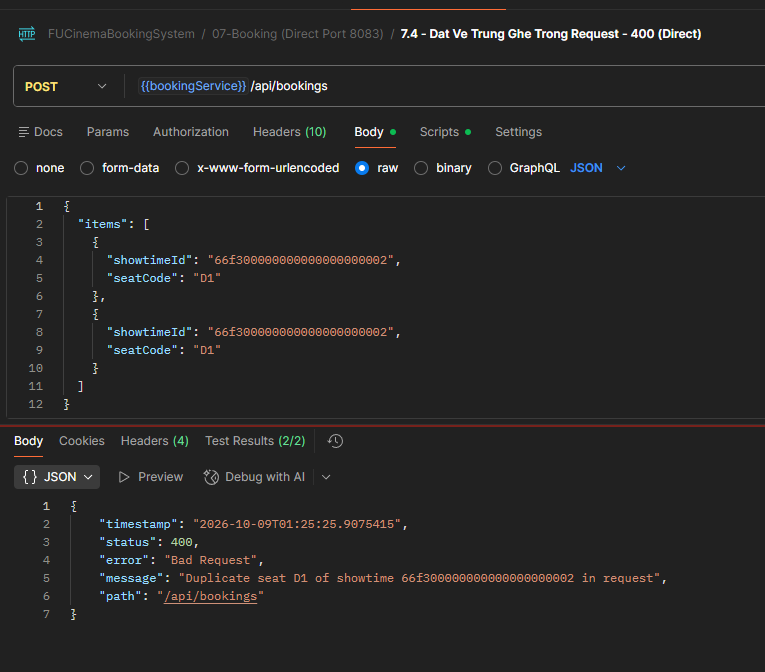 HTTP FUCinemaBookingSystem / 07-Booking (Direct Port 8083) / 7.4 - Dat Ve Trung Ghe Trong Request - 400 (Direct)
POST {{bookingService}} /api/bookings
Docs Params Authorization Headers (10) Body Scripts Settings
none form-data x-www-form-urlencoded raw binary GraphQL JSON
1 {
2 "items": [
3 {
4 "showtimeId": "66f300000000000000000002",
5 "seatCode": "D1"
6 },
7 {
8 "showtimeId": "66f300000000000000000002",
9 "seatCode": "D1"
10 }
11 ]
12 }
Body Cookies Headers (4) Test Results (2/2)
{} JSON Preview Debug with AI
1 {
2 "timestamp": "2026-10-09T01:25:25.9075415",
3 "status": 400,
4 "error": "Bad Request",
5 "message": "Duplicate seat D1 of showtime 66f300000000000000000002 in request",
6 "path": "/api/bookings"
7 }